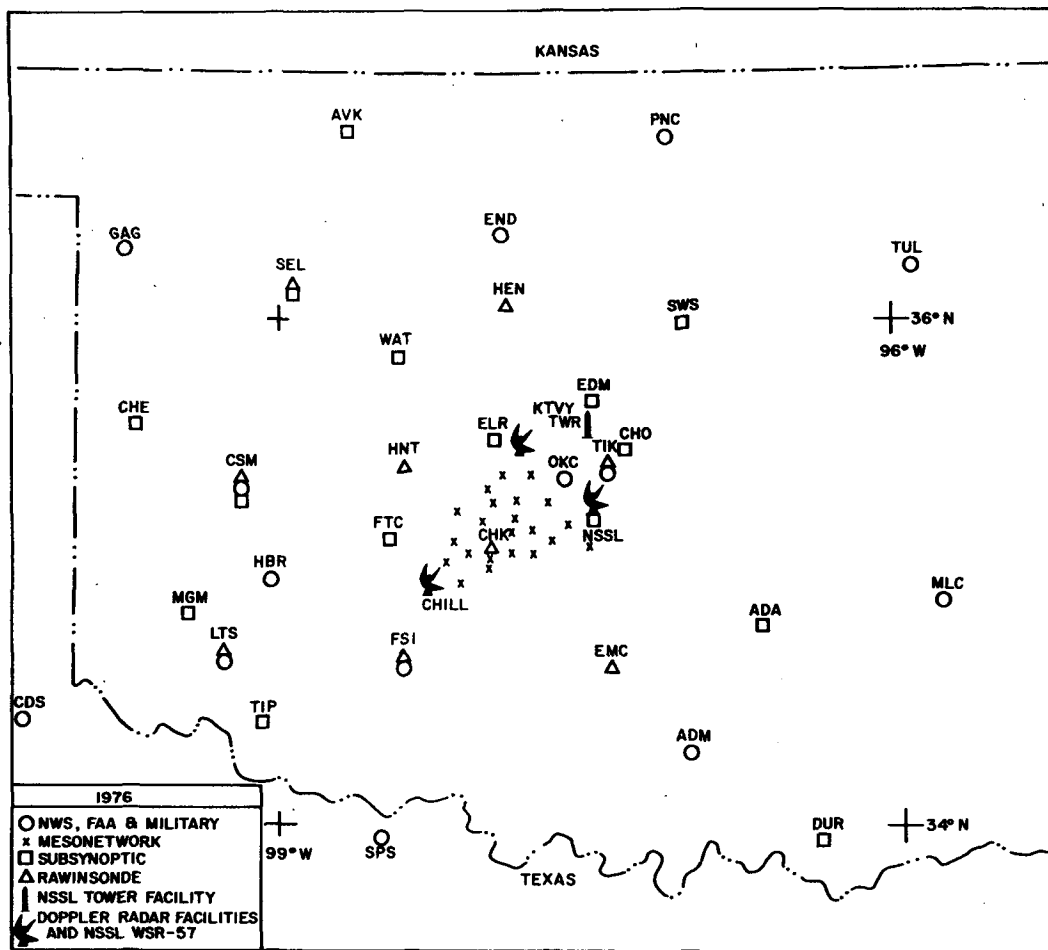 KANSAS
AVK
PNC
END
GAG
TUL
SEL
HEN
SWS
36° N
96° W
WAT
EDM
KTVY
TWR
CHE
ELR
CHO
TIK
HNT
OKC
CSM
FTC
CHK
NSSL
HBR
CHILL
MLC
MGM
ADA
LTS
FSI
EMC
CDS
TIP
ADM
1976
NWS, FAA & MILITARY
x MESONETWORK
SUBSYNOPTIC
RAWINSONDE
NSSL TOWER FACILITY
DOPPLER RADAR FACILITIES
AND NSSL WSR-57
99° W
SPS
DUR
34° N
TEXAS